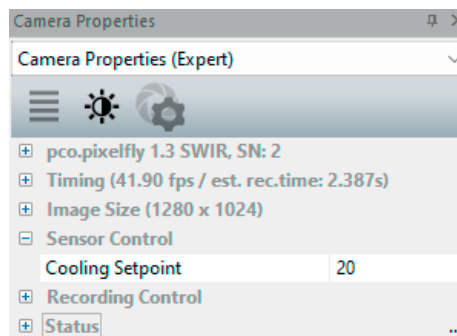 Camera Properties
Camera Properties (Expert)
pco.pixelfly 1.3 SWIR, SN: 2
Timing (41.90 fps / est. rec.time: 2.387s)
Image Size (1280 x 1024)
Sensor Control
Cooling Setpoint 20
Recording Control
Status